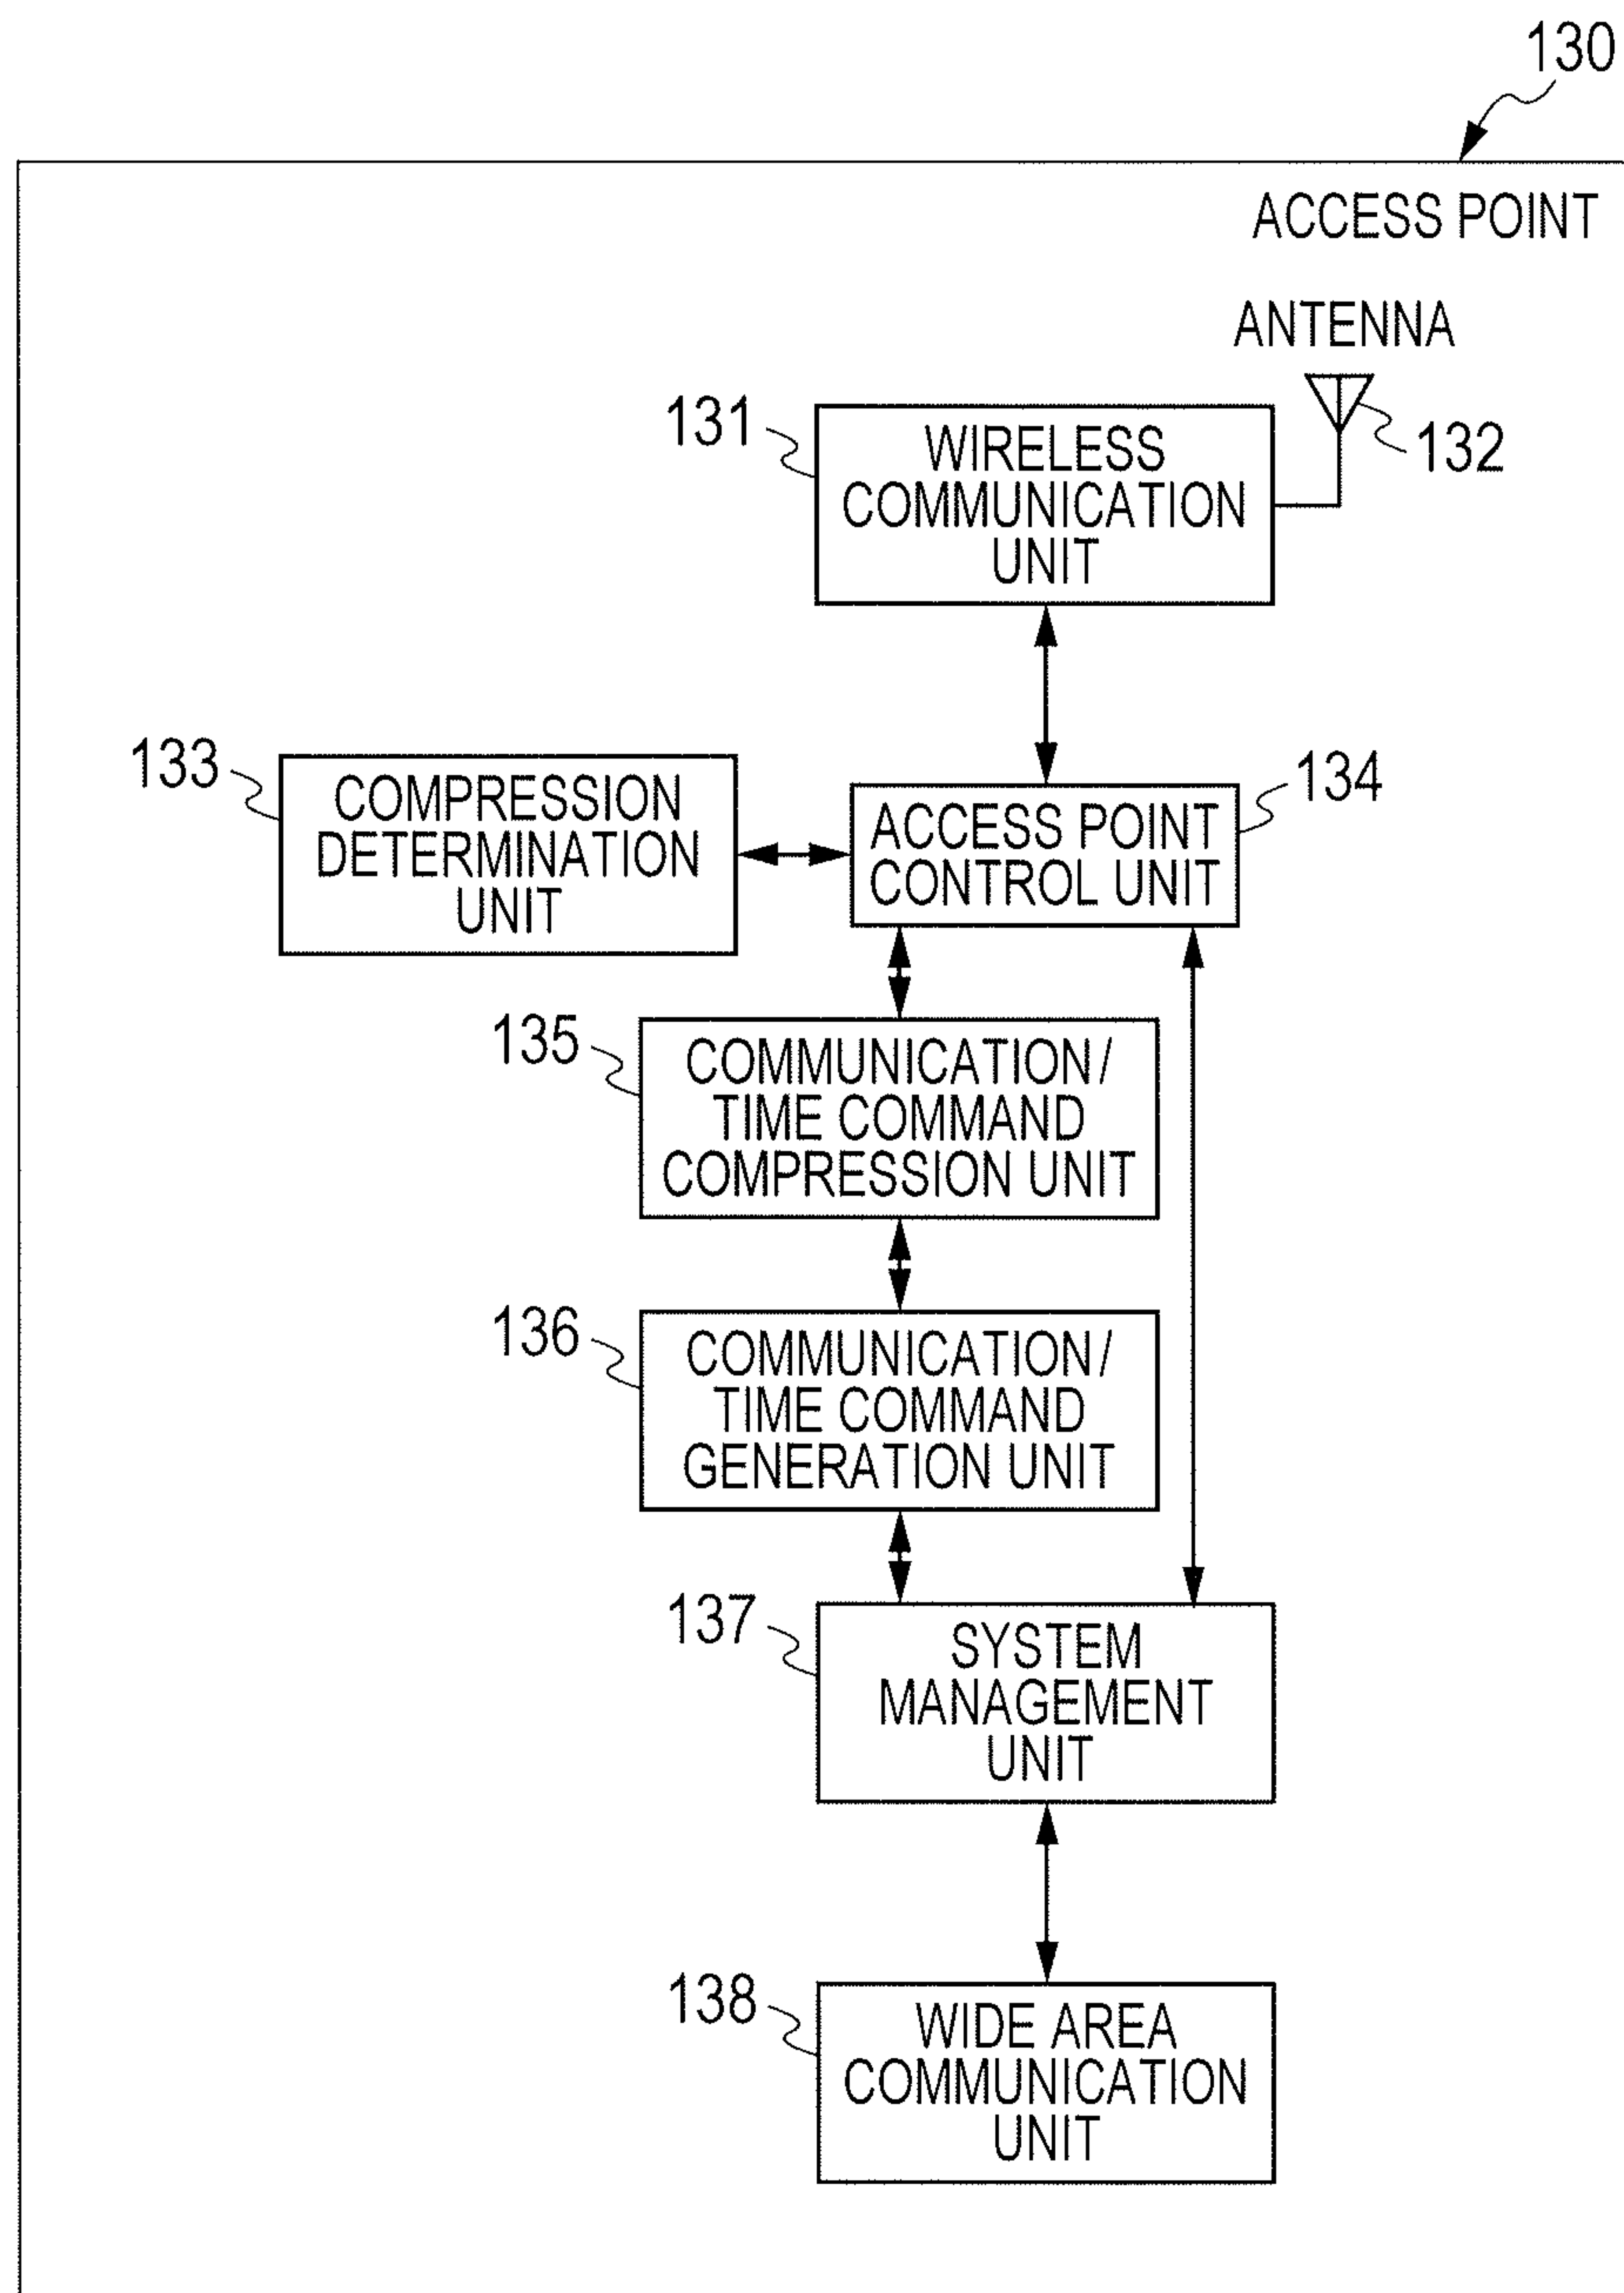 130
ACCESS POINT
ANTENNA
131
WIRELESS
COMMUNICATION
UNIT
132
133
COMPRESSION
DETERMINATION
UNIT
134
ACCESS POINT
CONTROL UNIT
135
COMMUNICATION/
TIME COMMAND
COMPRESSION UNIT
136
COMMUNICATION/
TIME COMMAND
GENERATION UNIT
137
SYSTEM
MANAGEMENT
UNIT
138
WIDE AREA
COMMUNICATION
UNIT